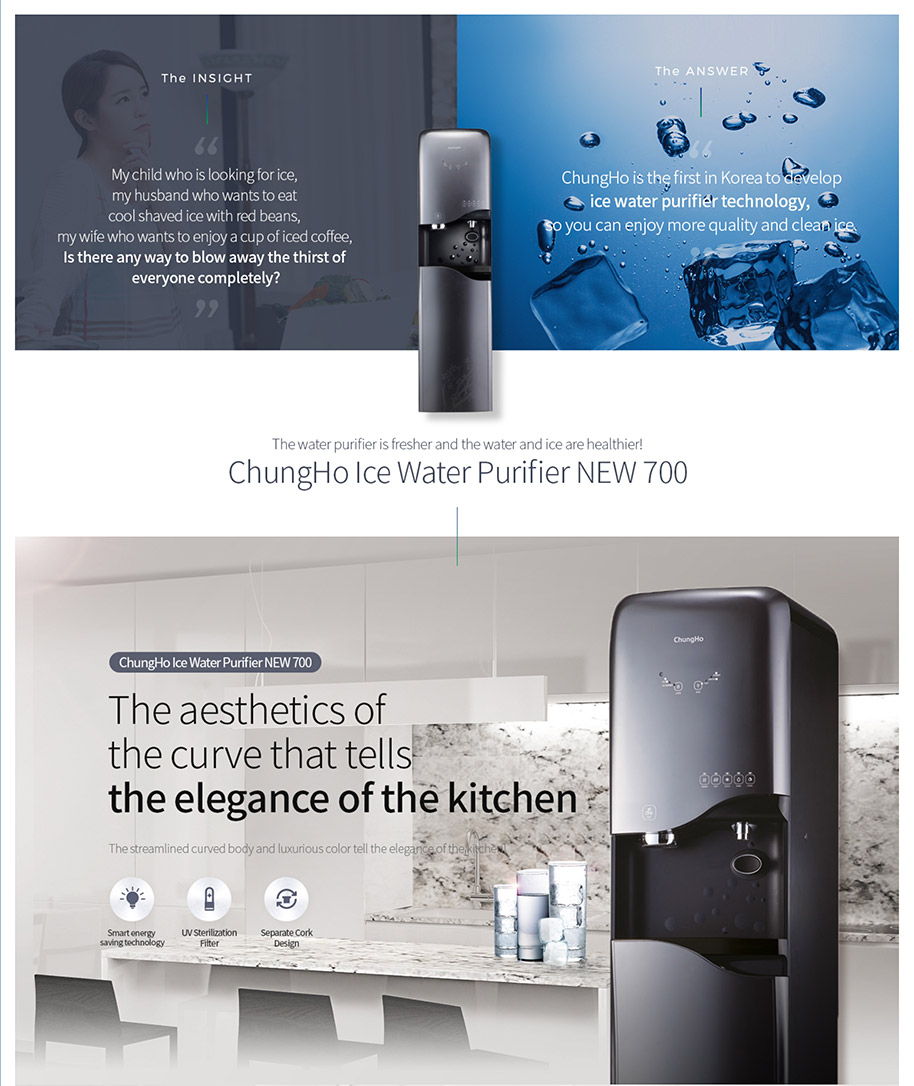 The INSIGHT
“
My child who is looking for ice,
my husband who wants to eat
cool shaved ice with red beans,
my wife who wants to enjoy a cup of iced coffee,
Is there any way to blow away the thirst of
everyone completely?
”
The ANSWER
“
ChungHo is the first in Korea to develop
ice water purifier technology,
so you can enjoy more quality and clean ice.
”
The water purifier is fresher and the water and ice are healthier!
ChungHo Ice Water Purifier NEW 700
ChungHo Ice Water Purifier NEW 700
The aesthetics of
the curve that tells
the elegance of the kitchen
The streamlined curved body and luxurious color tell the elegance of the kitchen!
Smart energy
saving technology
UV Sterilization
Filter
Separate Cork
Design
ChungHo